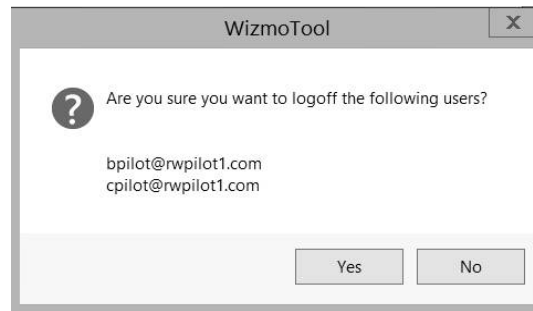 WizmoTool
X
Are you sure you want to logoff the following users?
bpilot@rwpilot1.com
cpilot@rwpilot1.com
Yes
No